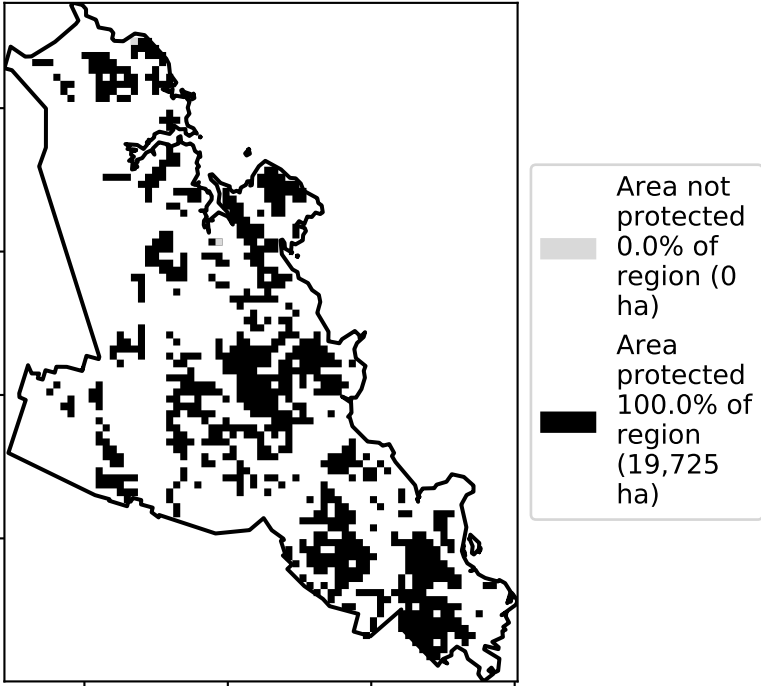 Area not
protected
0.0% of
region (0
ha)
Area
protected
100.0% of
region
(19,725
ha)